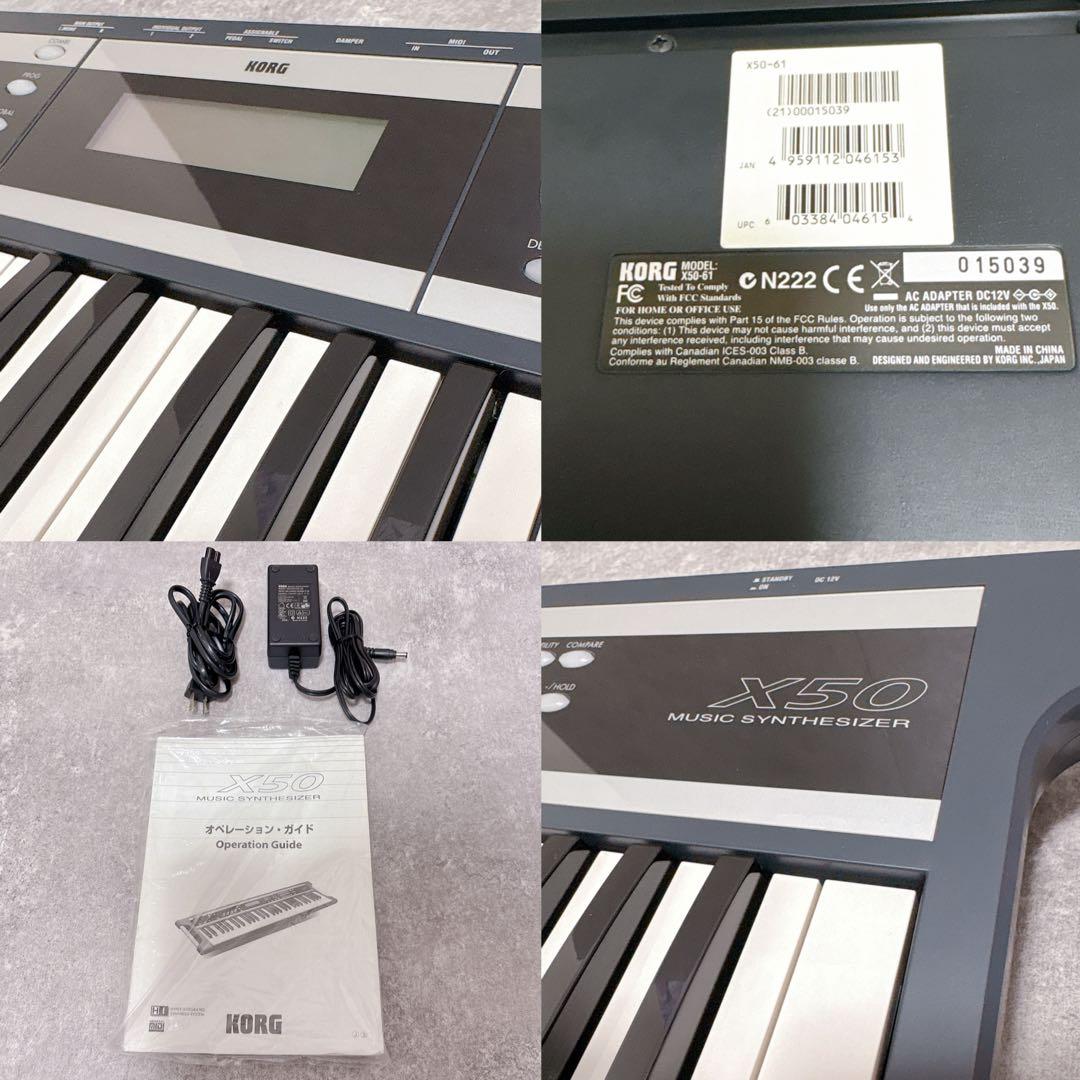 MAIN OUTPUT
L/MONO R
INDIVIDUAL OUTPUT
1 2
ASSIGNABLE
PEDAL SWITCH
DAMPER
MIDI
IN OUT
COMBI
PROG
KORG
X50-61
(21)00015039
JAN 4 959112 046153
UPC 6 03384 04615 4
KORG MODEL:
X50-61
FC Tested To Comply
With FCC Standards
FOR HOME OR OFFICE USE
N222 CE
015039
AC ADAPTER DC12V
Use only the AC ADAPTER that is included with the X50.
This device complies with Part 15 of the FCC Rules. Operation is subject to the following two
conditions: (1) This device may not cause harmful interference, and (2) this device must accept
any interference received, including interference that may cause undesired operation.
Complies with Canadian ICES-003 Class B.
Conforme au Reglement Canadian NMB-003 classe B.
MADE IN CHINA
DESIGNED AND ENGINEERED BY KORG INC., JAPAN
X50
MUSIC SYNTHESIZER
オペレーション・ガイド
Operation Guide
HI
MIDI
KORG
STANDBY
ON
DC 12V
COMPARE
-/HOLD
X50
MUSIC SYNTHESIZER